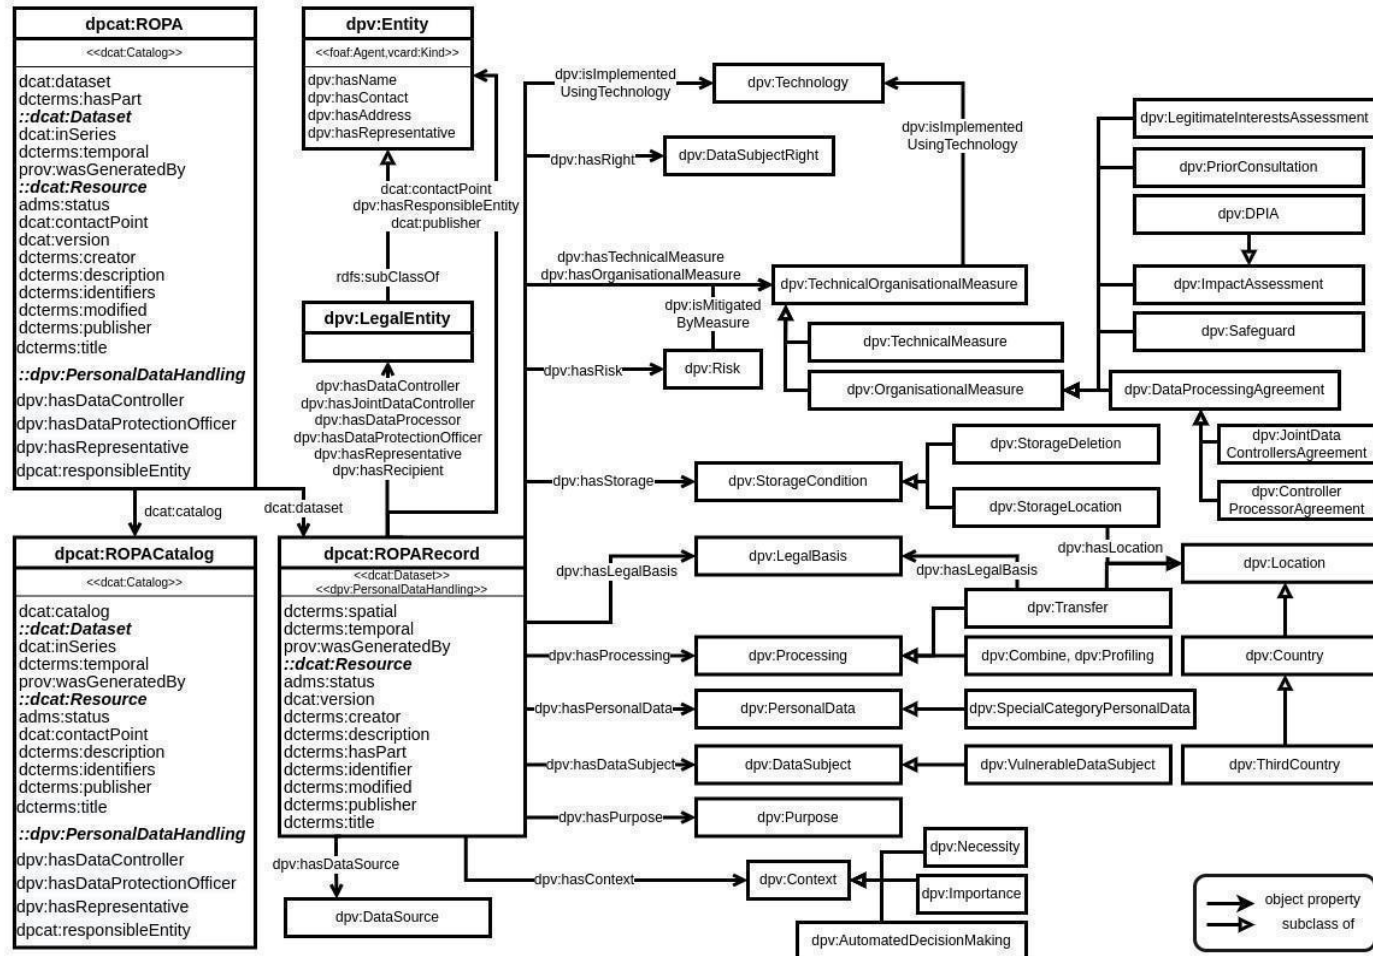 dpcat:ROPA
<<dcat:Catalog>>
dcat:dataset
dcterms:hasPart
::dcat:Dataset
dcat:inSeries
dcterms:temporal
prov:wasGeneratedBy
::dcat:Resource
adms:status
dcat:contactPoint
dcat:version
dcterms:creator
dcterms:description
dcterms:identifiers
dcterms:modified
dcterms:publisher
dcterms:title
::dpv:PersonalDataHandling
dpv:hasDataController
dpv:hasDataProtectionOfficer
dpv:hasRepresentative
dpcat:responsibleEntity
dcat:catalog
dcat:dataset
dpcat:ROPACatalog
<<dcat:Catalog>>
dcat:catalog
::dcat:Dataset
dcat:inSeries
dcterms:temporal
prov:wasGeneratedBy
::dcat:Resource
adms:status
dcat:contactPoint
dcterms:description
dcterms:identifiers
dcterms:publisher
dcterms:title
::dpv:PersonalDataHandling
dpv:hasDataController
dpv:hasDataProtectionOfficer
dpv:hasRepresentative
dpcat:responsibleEntity
dpv:Entity
<<foaf:Agent,vcard:Kind>>
dpv:hasName
dpv:hasContact
dpv:hasAddress
dpv:hasRepresentative
dcat:contactPoint
dpv:hasResponsibleEntity
dcat:publisher
rdfs:subClassOf
dpv:LegalEntity
dpv:hasDataController
dpv:hasJointDataController
dpv:hasDataProcessor
dpv:hasDataProtectionOfficer
dpv:hasRepresentative
dpv:hasRecipient
dpcat:ROPARecord
<<dcat:Dataset>>
<<dpv:PersonalDataHandling>>
dcterms:spatial
dcterms:temporal
prov:wasGeneratedBy
::dcat:Resource
adms:status
dcat:version
dcterms:creator
dcterms:description
dcterms:hasPart
dcterms:identifier
dcterms:modified
dcterms:publisher
dcterms:title
dpv:hasDataSource
dpv:DataSource
dpv:isImplemented
UsingTechnology
dpv:Technology
dpv:isImplemented
UsingTechnology
dpv:hasRight
dpv:DataSubjectRight
dpv:hasTechnicalMeasure
dpv:hasOrganisationalMeasure
dpv:TechnicalOrganisationalMeasure
dpv:isMitigated
ByMeasure
dpv:hasRisk
dpv:Risk
dpv:TechnicalMeasure
dpv:OrganisationalMeasure
dpv:LegitimateInterestsAssessment
dpv:PriorConsultation
dpv:DPIA
dpv:ImpactAssessment
dpv:Safeguard
dpv:DataProcessingAgreement
dpv:JointData
ControllersAgreement
dpv:Controller
ProcessorAgreement
dpv:hasStorage
dpv:StorageCondition
dpv:StorageDeletion
dpv:StorageLocation
dpv:hasLocation
dpv:Location
dpv:hasLegalBasis
dpv:LegalBasis
dpv:hasLegalBasis
dpv:Transfer
dpv:hasProcessing
dpv:Processing
dpv:Combine, dpv:Profiling
dpv:Country
dpv:hasPersonalData
dpv:PersonalData
dpv:SpecialCategoryPersonalData
dpv:hasDataSubject
dpv:DataSubject
dpv:VulnerableDataSubject
dpv:ThirdCountry
dpv:hasPurpose
dpv:Purpose
dpv:hasContext
dpv:Context
dpv:Necessity
dpv:Importance
dpv:AutomatedDecisionMaking
object property
subclass of